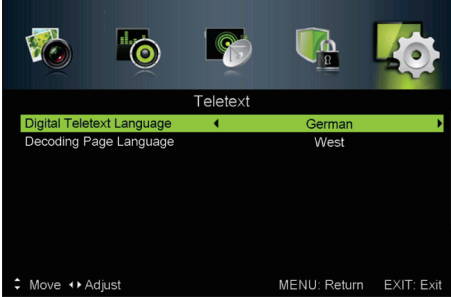 Teletext
Digital Teletext Language German
Decoding Page Language West
Move Adjust MENU: Return EXIT: Exit